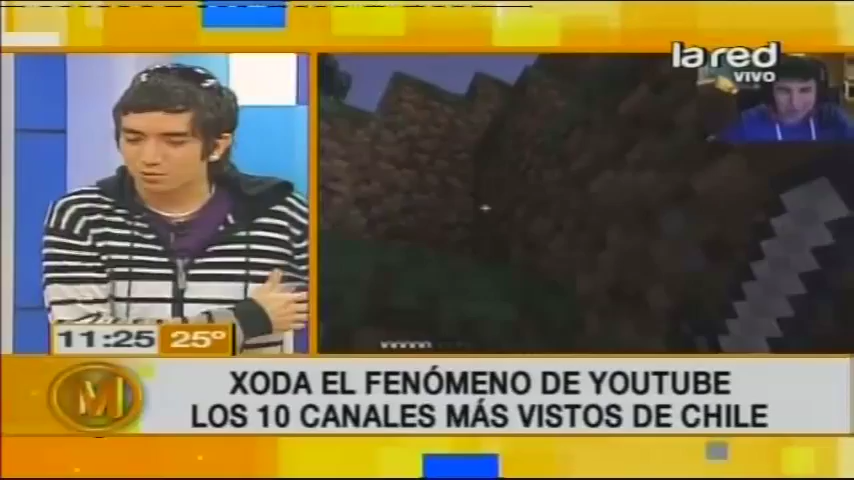 la red
VIVO
11:25 25°
M
XODA EL FENÓMENO DE YOUTUBE
LOS 10 CANALES MÁS VISTOS DE CHILE